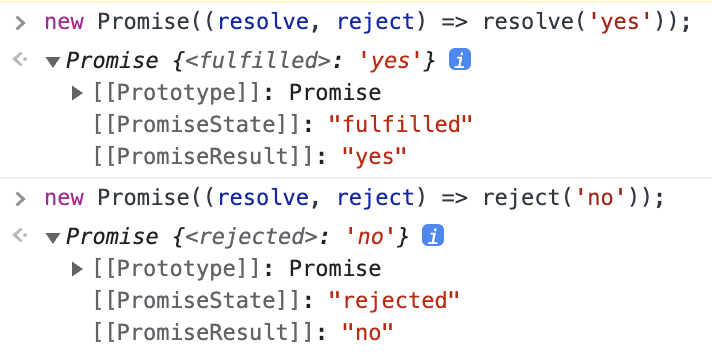 > new Promise((resolve, reject) => resolve('yes'));
Promise {<fulfilled>: 'yes'} i
[[Prototype]]: Promise
[[PromiseState]]: "fulfilled"
[[PromiseResult]]: "yes"
> new Promise((resolve, reject) => reject('no'));
Promise {<rejected>: 'no'} i
[[Prototype]]: Promise
[[PromiseState]]: "rejected"
[[PromiseResult]]: "no"